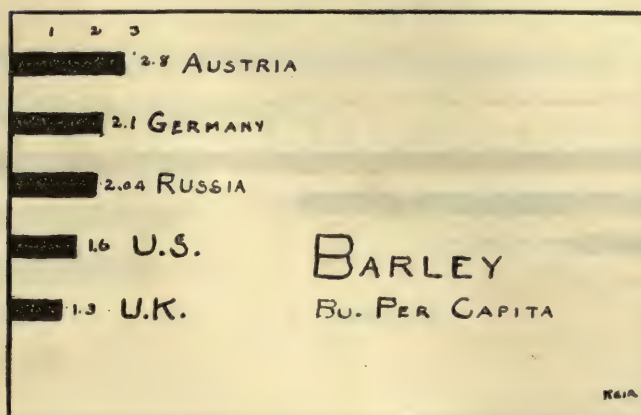 1 2 3
2.8 AUSTRIA
2.1 GERMANY
2.04 RUSSIA
1.6 U.S.
1.3 U.K.
BARLEY
BU. PER CAPITA
KEIR